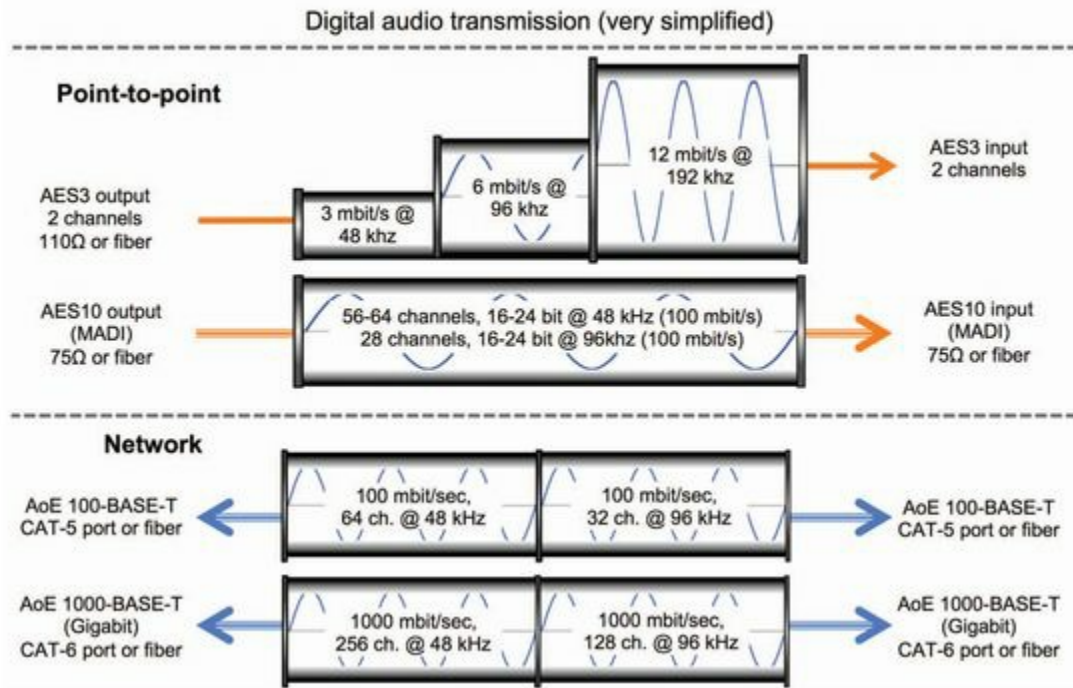 Digital audio transmission (very simplified)
Point-to-point
AES3 output
2 channels
110Ω or fiber
3 mbit/s @
48 khz
6 mbit/s @
96 khz
12 mbit/s @
192 khz
AES3 input
2 channels
AES10 output
(MADI)
75Ω or fiber
56-64 channels, 16-24 bit @ 48 kHz (100 mbit/s)
28 channels, 16-24 bit @ 96khz (100 mbit/s)
AES10 input
(MADI)
75Ω or fiber
Network
AoE 100-BASE-T
CAT-5 port or fiber
100 mbit/sec,
64 ch. @ 48 kHz
100 mbit/sec,
32 ch. @ 96 kHz
AoE 100-BASE-T
CAT-5 port or fiber
AoE 1000-BASE-T
(Gigabit)
CAT-6 port or fiber
1000 mbit/sec,
256 ch. @ 48 kHz
1000 mbit/sec,
128 ch. @ 96 kHz
AoE 1000-BASE-T
(Gigabit)
CAT-6 port or fiber